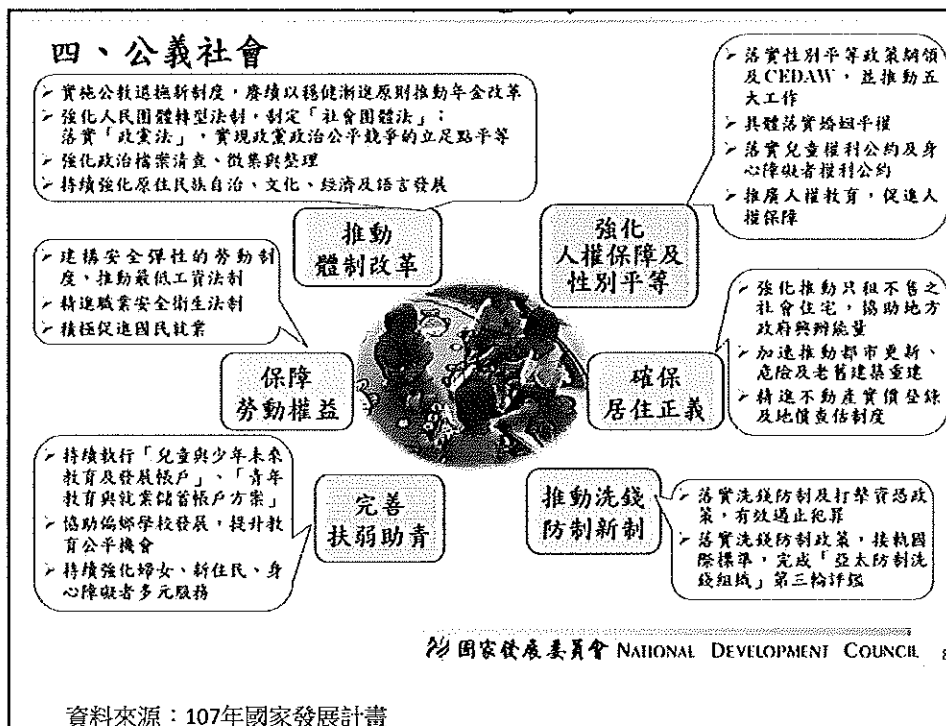 四、公義社會
➢ 實施公教退撫新制度，賡續以穩健漸進原則推動年金改革
➢ 強化人民團體轉型法制，制定「社會團體法」；
落實「政黨法」，實現政黨政治公平競爭的立足點平等
➢ 強化政治檔案清查、徵集與整理
➢ 持續強化原住民族自治、文化、經濟及語言發展
推動
體制改革
➢ 落實性別平等政策綱領
及CEDAW，並推動五
大工作
➢ 具體落實婚姻平權
➢ 落實兒童權利公約及身
心障礙者權利公約
➢ 推廣人權教育，促進人
權保障
強化
人權保障及
性別平等
➢ 建構安全彈性的勞動制
度，推動最低工資法制
➢ 精進職業安全衛生法制
➢ 積極促進國民就業
保障
勞動權益
➢ 強化推動只租不售之
社會住宅，協助地方
政府興辦能量
➢ 加速推動都市更新、
危險及老舊建築重建
➢ 精進不動產實價登錄
及地價查估制度
確保
居住正義
➢ 持續執行「兒童與少年未來
教育及發展帳戶」、「青年
教育與就業儲蓄帳戶方案」
➢ 協助偏鄉學校發展，提升教
育公平機會
➢ 持續強化婦女、新住民、身
心障礙者多元服務
完善
扶弱助青
推動洗錢
防制新制
➢ 落實洗錢防制及打擊資恐政
策，有效遏止犯罪
➢ 落實洗錢防制政策，接軌國
際標準，完成「亞太防制洗
錢組織」第三輪評鑑
國家發展委員會 NATIONAL DEVELOPMENT COUNCIL 8
資料來源：107年國家發展計畫